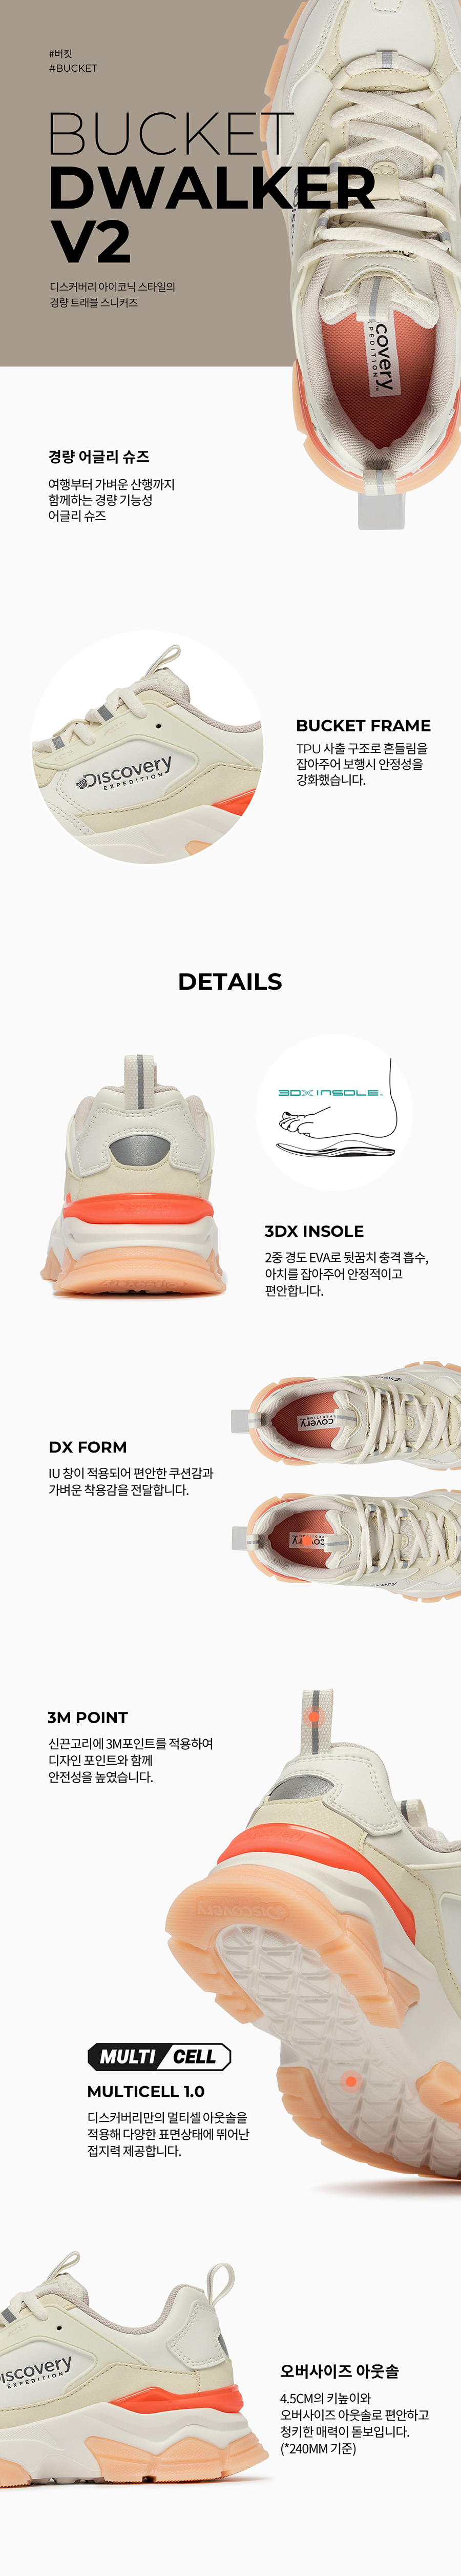 #버킷
#BUCKET
BUCKET
DWALKER
V2
디스커버리 아이코닉 스타일의
경량 트래블 스니커즈
covery
EXPEDITION™
경량 어글리 슈즈
여행부터 가벼운 산행까지
함께하는 경량 기능성
어글리 슈즈
Discovery
EXPEDITION
BUCKET FRAME
TPU 사출 구조로 흔들림을
잡아주어 보행시 안정성을
강화했습니다.
DETAILS
3DX INSOLE
3DX INSOLE
2중 경도 EVA로 뒷꿈치 충격 흡수,
아치를 잡아주어 안정적이고
편안합니다.
covery
DX FORM
IU 창이 적용되어 편안한 쿠션감과
가벼운 착용감을 전달합니다.
covery
3M POINT
신끈고리에 3M포인트를 적용하여
디자인 포인트와 함께
안전성을 높였습니다.
Discovery
MULTI CELL
MULTICELL 1.0
디스커버리만의 멀티셀 아웃솔을
적용해 다양한 표면상태에 뛰어난
접지력 제공합니다.
iscovery
EXPEDITION
오버사이즈 아웃솔
4.5CM의 키높이와
오버사이즈 아웃솔로 편안하고
청키한 매력이 돋보입니다.
(*240MM 기준)